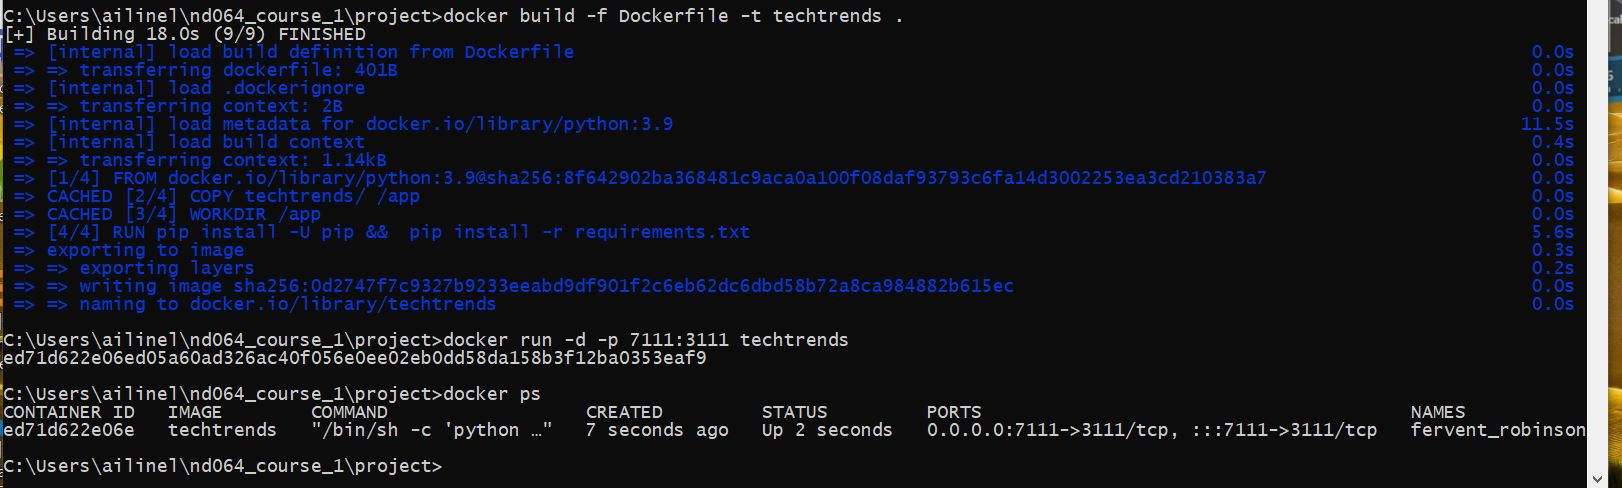 C:\Users\ailinel\nd064_course_1\project>docker build -f Dockerfile -t techtrends .
[+] Building 18.0s (9/9) FINISHED
=> [internal] load build definition from Dockerfile 0.0s
=> => transferring dockerfile: 401B 0.0s
=> [internal] load .dockerignore 0.0s
=> => transferring context: 2B 0.0s
=> [internal] load metadata for docker.io/library/python:3.9 11.5s
=> [internal] load build context 0.4s
=> => transferring context: 1.14kB 0.0s
=> [1/4] FROM docker.io/library/python:3.9@sha256:8f642902ba368481c9aca0a100f08daf93793c6fa14d3002253ea3cd210383a7 0.0s
=> CACHED [2/4] COPY techtrends/ /app 0.0s
=> CACHED [3/4] WORKDIR /app 0.0s
=> [4/4] RUN pip install -U pip && pip install -r requirements.txt 5.6s
=> exporting to image 0.3s
=> => exporting layers 0.2s
=> => writing image sha256:0d2747f7c9327b9233eeabd9df901f2c6eb62dc6dbd58b72a8ca984882b615ec 0.0s
=> => naming to docker.io/library/techtrends 0.0s
C:\Users\ailinel\nd064_course_1\project>docker run -d -p 7111:3111 techtrends
ed71d622e06ed05a60ad326ac40f056e0ee02eb0dd58da158b3f12ba0353eaf9
C:\Users\ailinel\nd064_course_1\project>docker ps
CONTAINER ID IMAGE COMMAND CREATED STATUS PORTS NAMES
ed71d622e06e techtrends "/bin/sh -c 'python …" 7 seconds ago Up 2 seconds 0.0.0.0:7111->3111/tcp, :::7111->3111/tcp fervent_robinson
C:\Users\ailinel\nd064_course_1\project>